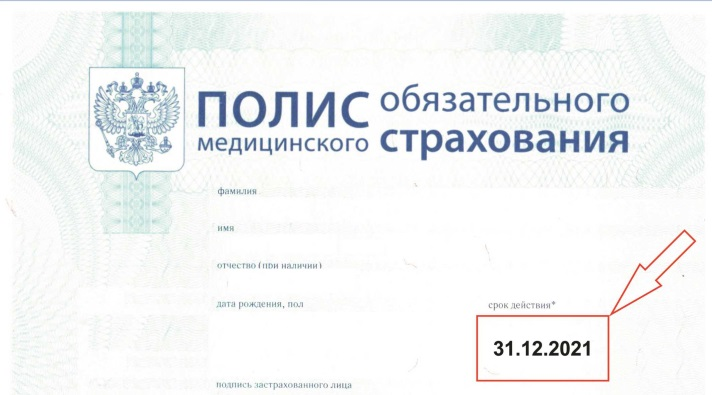 ПОЛИС обязательного
медицинского страхования
фамилия
имя
отчество (при наличии)
дата рождения, пол
срок действия*
31.12.2021
подпись застрахованного лица